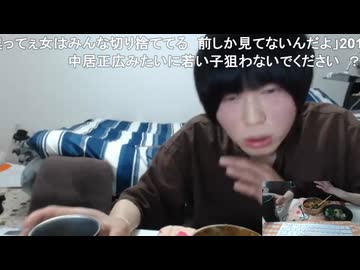 ってぇ女はみんな切り捨ててる 前しか見てないんだよ」201
中居正広みたいに若い子狙わないでください ?